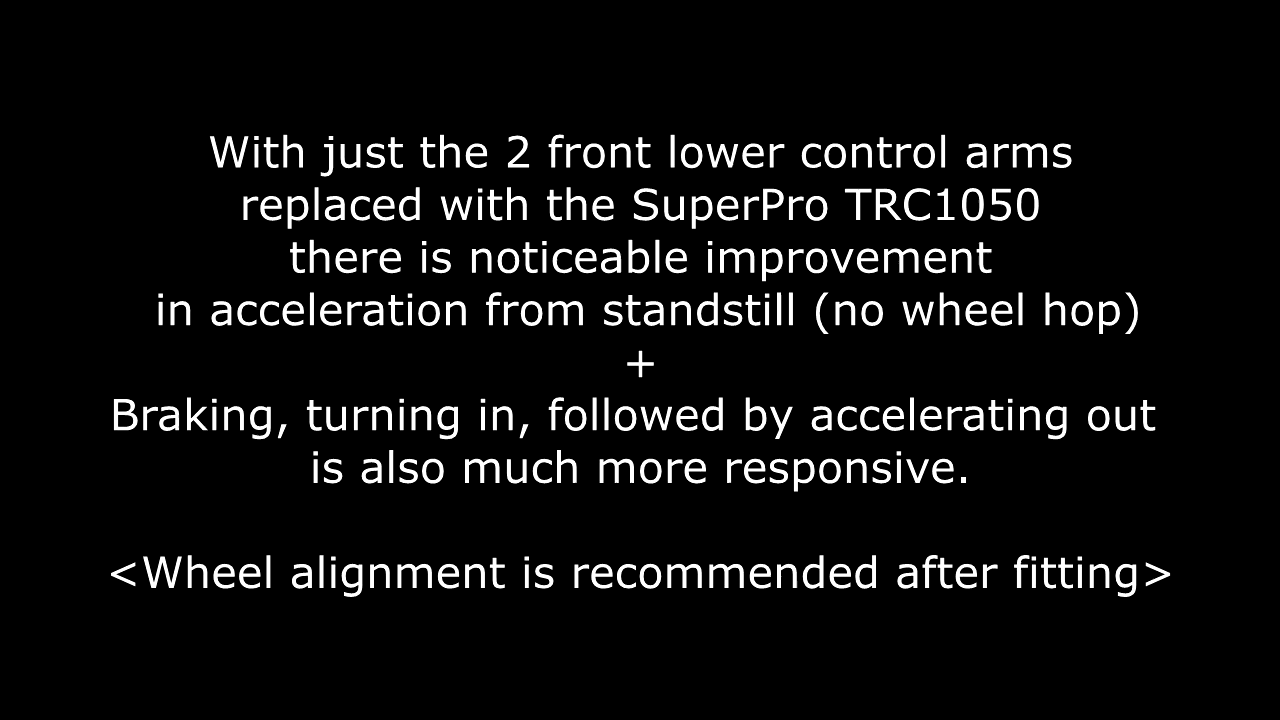 With just the 2 front lower control arms
replaced with the SuperPro TRC1050
there is noticeable improvement
in acceleration from standstill (no wheel hop)
+
Braking, turning in, followed by accelerating out
is also much more responsive.
<Wheel alignment is recommended after fitting>